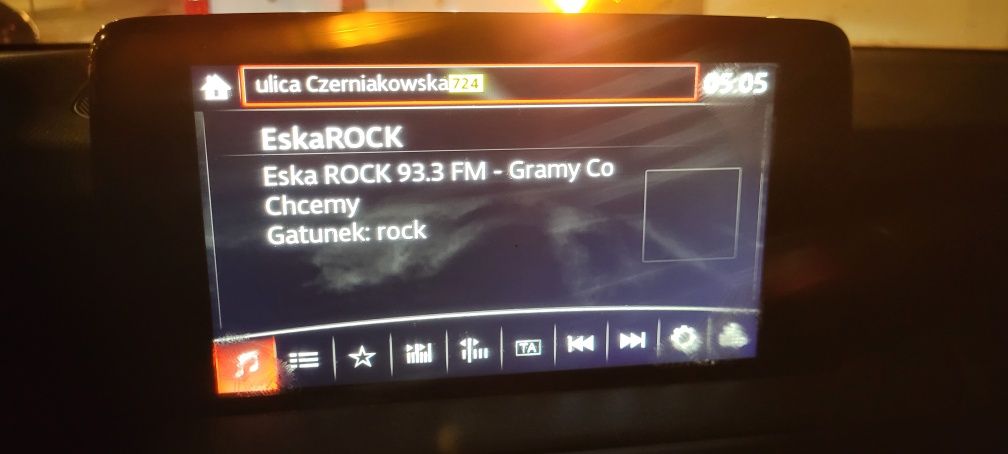 ulica Czerniakowska 724 05:05
EskaROCK
Eska ROCK 93.3 FM - Gramy Co
Chcemy
Gatunek: rock
TA